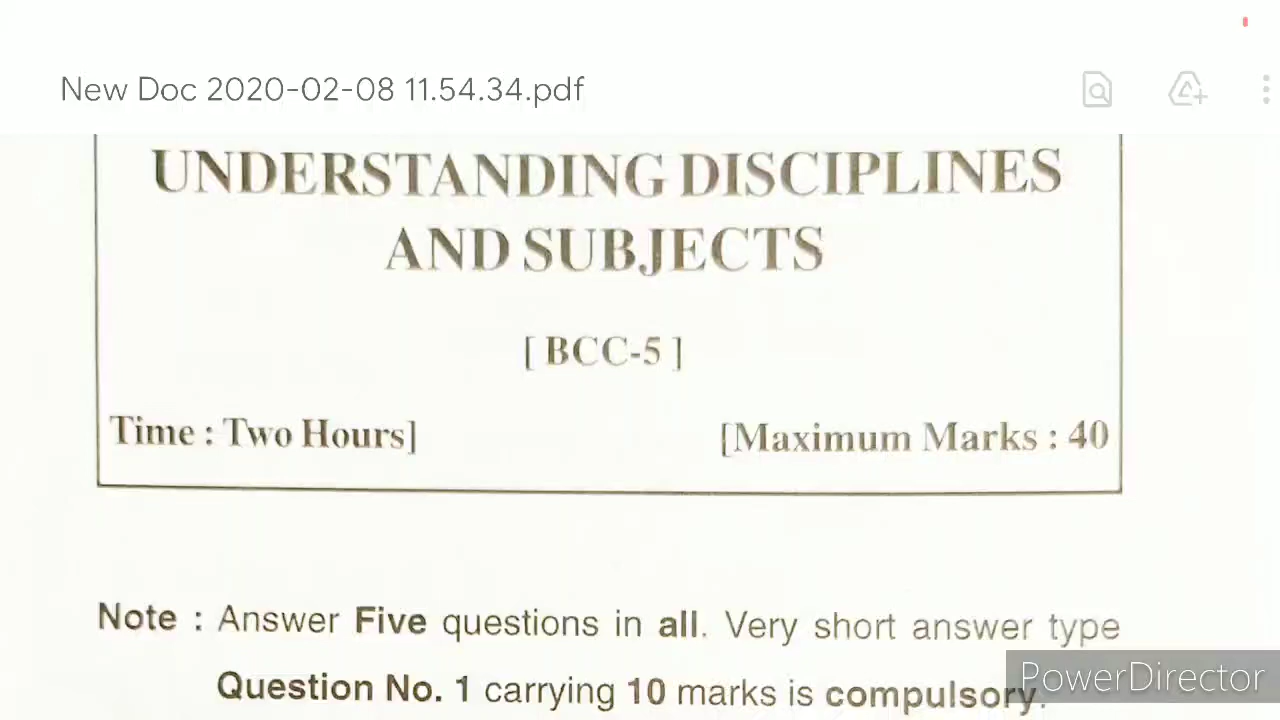 New Doc 2020-02-08 11.54.34.pdf
UNDERSTANDING DISCIPLINES
AND SUBJECTS
[ BCC-5 ]
Time : Two Hours] [Maximum Marks : 40
Note : Answer Five questions in all. Very short answer type
Question No. 1 carrying 10 marks is compulsory.
PowerDirector